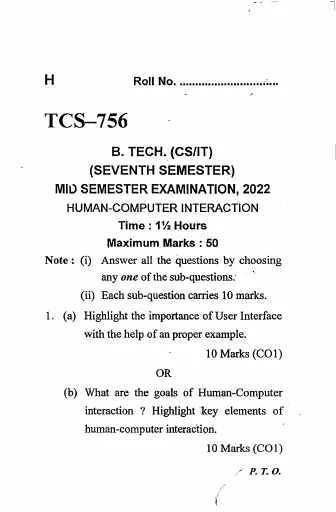 H Roll No. ................................
TCS–756
B. TECH. (CS/IT)
(SEVENTH SEMESTER)
MID SEMESTER EXAMINATION, 2022
HUMAN-COMPUTER INTERACTION
Time : 1½ Hours
Maximum Marks : 50
Note : (i) Answer all the questions by choosing
any one of the sub-questions.
(ii) Each sub-question carries 10 marks.
1. (a) Highlight the importance of User Interface
with the help of an proper example.
10 Marks (CO1)
OR
(b) What are the goals of Human-Computer
interaction ? Highlight key elements of
human-computer interaction.
10 Marks (CO1)
P. T. O.